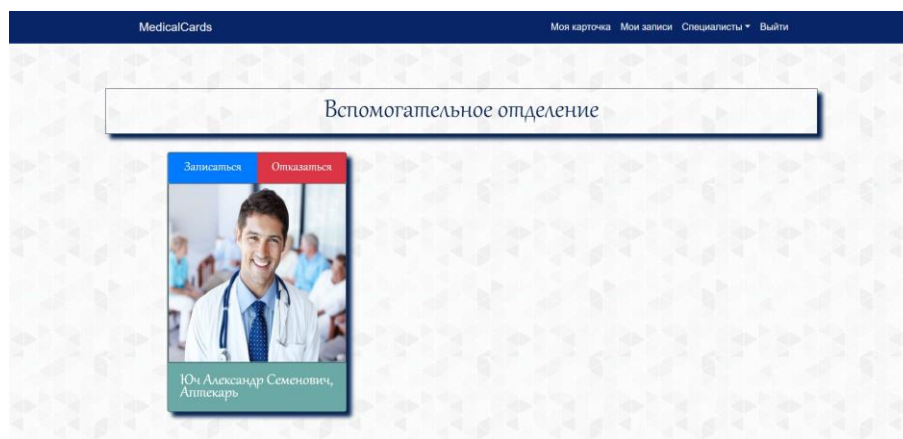 MedicalCards Моя карточка Мои записи Специалисты Выйти
Вспомогательное отделение
Записаться Отказаться
Юч Александр Семенович,
Аптекарь